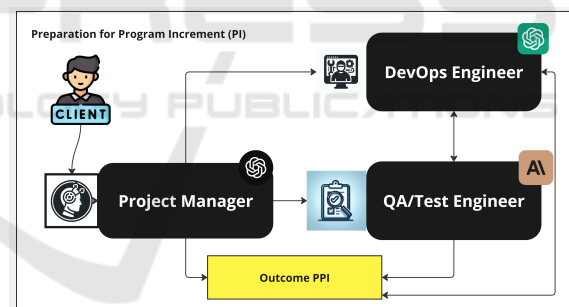 Preparation for Program Increment (PI)
CLIENT
DevOps Engineer
Project Manager
QA/Test Engineer
A\
Outcome PPI